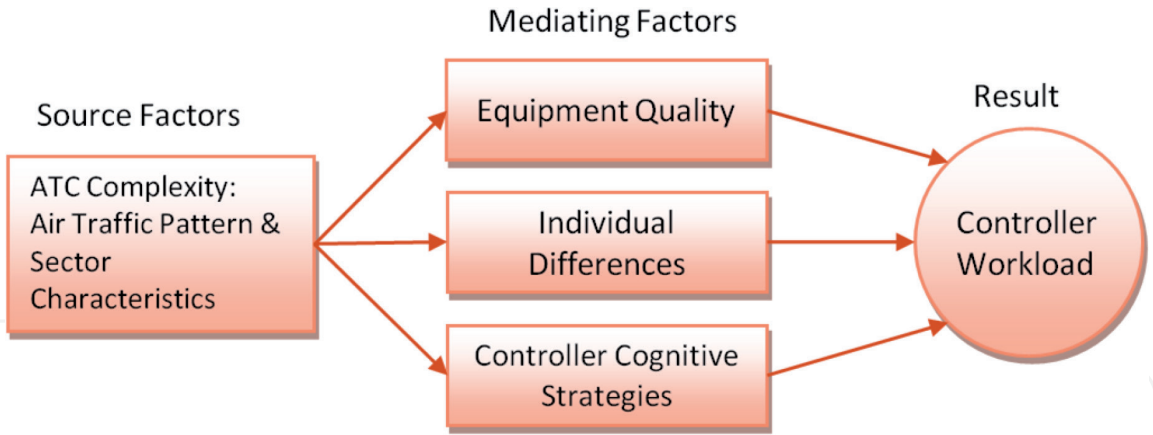 Source Factors
ATC Complexity:
Air Traffic Pattern &
Sector
Characteristics
Mediating Factors
Equipment Quality
Individual
Differences
Controller Cognitive
Strategies
Result
Controller
Workload